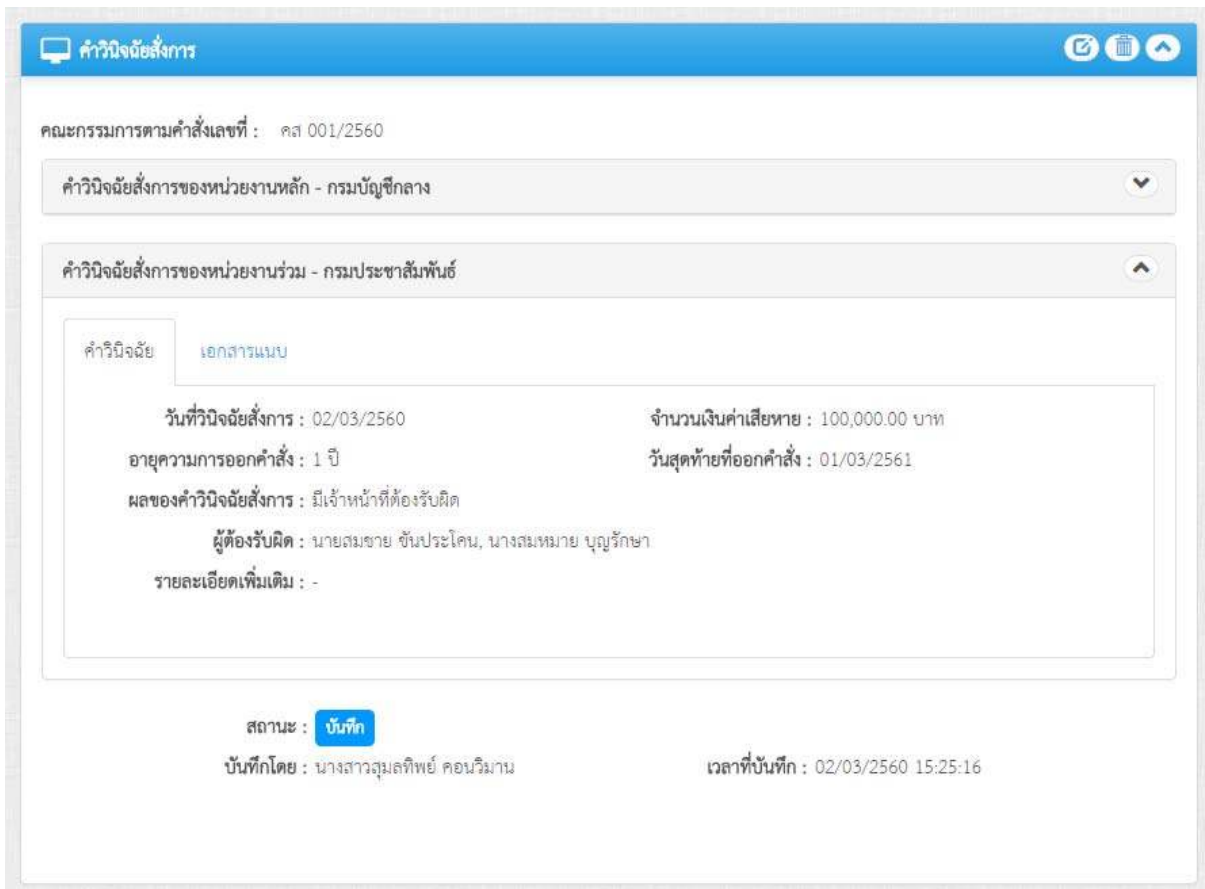 คำวินิจฉัยสั่งการ
คณะกรรมการตามคำสั่งเลขที่ : คส 001/2560
คำวินิจฉัยสั่งการของหน่วยงานหลัก - กรมบัญชีกลาง
คำวินิจฉัยสั่งการของหน่วยงานร่วม - กรมประชาสัมพันธ์
คำวินิจฉัย เอกสารแนบ
วันที่วินิจฉัยสั่งการ : 02/03/2560 จำนวนเงินค่าเสียหาย : 100,000.00 บาท
อายุความการออกคำสั่ง : 1 ปี วันสุดท้ายที่ออกคำสั่ง : 01/03/2561
ผลของคำวินิจฉัยสั่งการ : มีเจ้าหน้าที่ต้องรับผิด
ผู้ต้องรับผิด : นายสมชาย ขันประโคน, นางสมหมาย บุญรักษา
รายละเอียดเพิ่มเติม : -
สถานะ : บันทึก
บันทึกโดย : นางสาวสุมลทิพย์ คอนวิมาน เวลาที่บันทึก : 02/03/2560 15:25:16